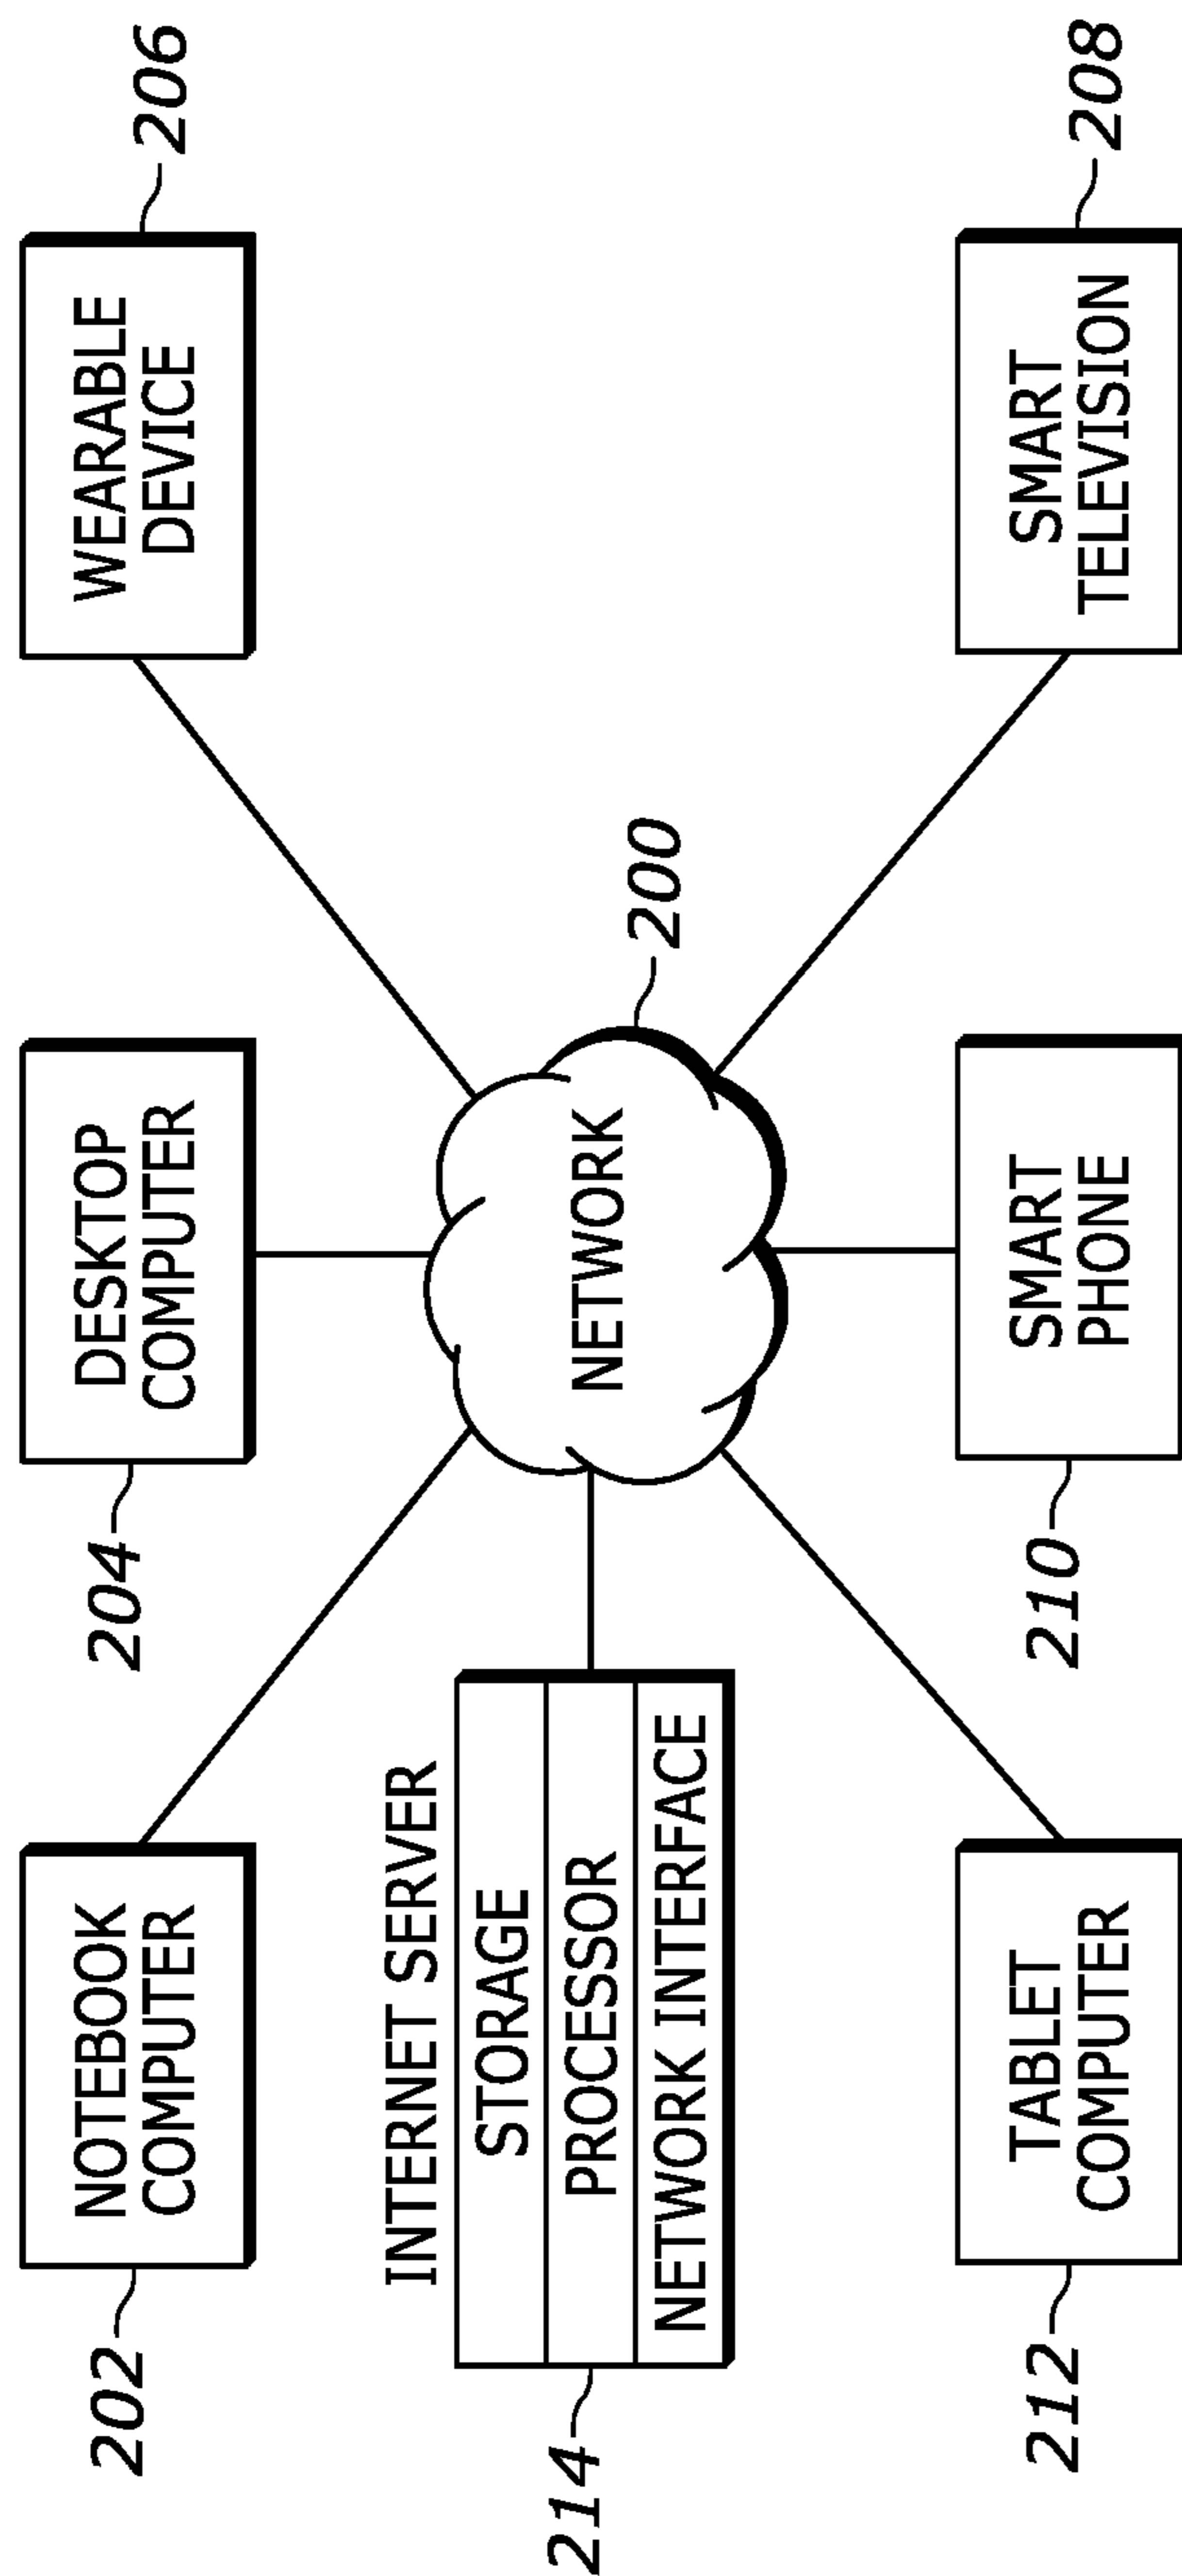 202
NOTEBOOK
COMPUTER
204
DESKTOP
COMPUTER
WEARABLE
DEVICE
206
INTERNET SERVER
214
STORAGE
PROCESSOR
NETWORK INTERFACE
NETWORK
200
212
TABLET
COMPUTER
210
SMART
PHONE
SMART
TELEVISION
208